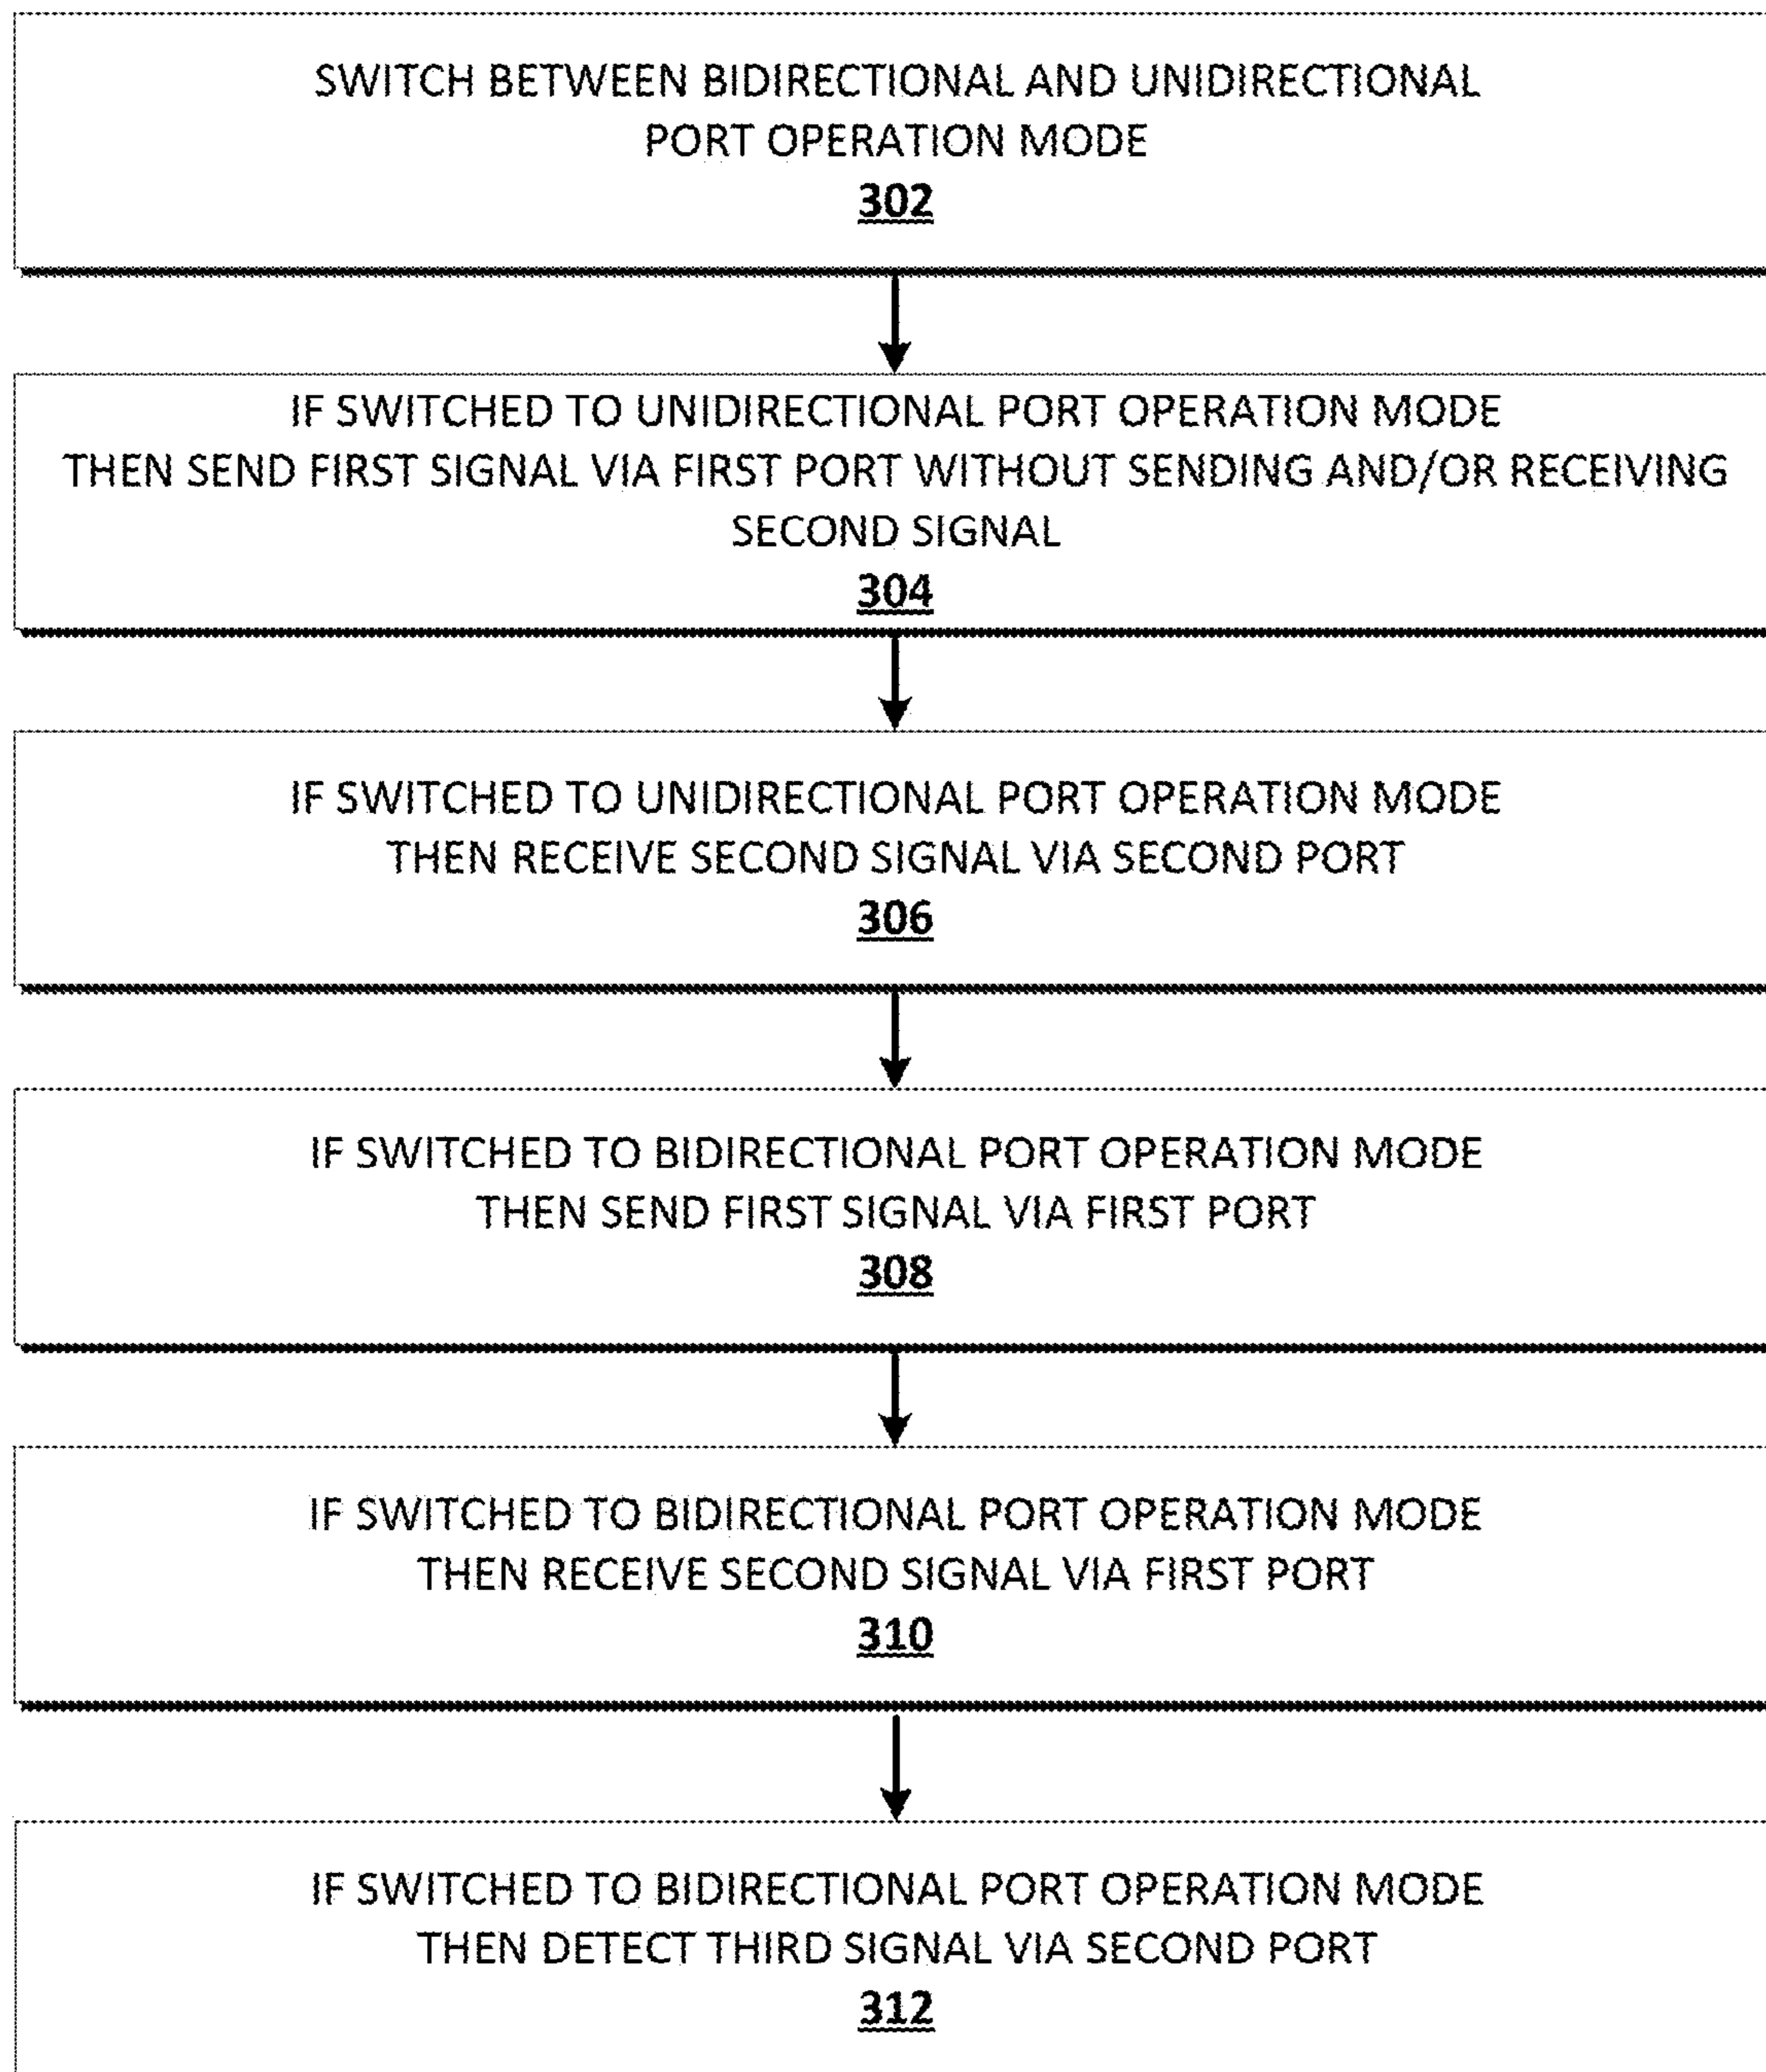 SWITCH BETWEEN BIDIRECTIONAL AND UNIDIRECTIONAL
PORT OPERATION MODE
302
IF SWITCHED TO UNIDIRECTIONAL PORT OPERATION MODE
THEN SEND FIRST SIGNAL VIA FIRST PORT WITHOUT SENDING AND/OR RECEIVING
SECOND SIGNAL
304
IF SWITCHED TO UNIDIRECTIONAL PORT OPERATION MODE
THEN RECEIVE SECOND SIGNAL VIA SECOND PORT
306
IF SWITCHED TO BIDIRECTIONAL PORT OPERATION MODE
THEN SEND FIRST SIGNAL VIA FIRST PORT
308
IF SWITCHED TO BIDIRECTIONAL PORT OPERATION MODE
THEN RECEIVE SECOND SIGNAL VIA FIRST PORT
310
IF SWITCHED TO BIDIRECTIONAL PORT OPERATION MODE
THEN DETECT THIRD SIGNAL VIA SECOND PORT
312